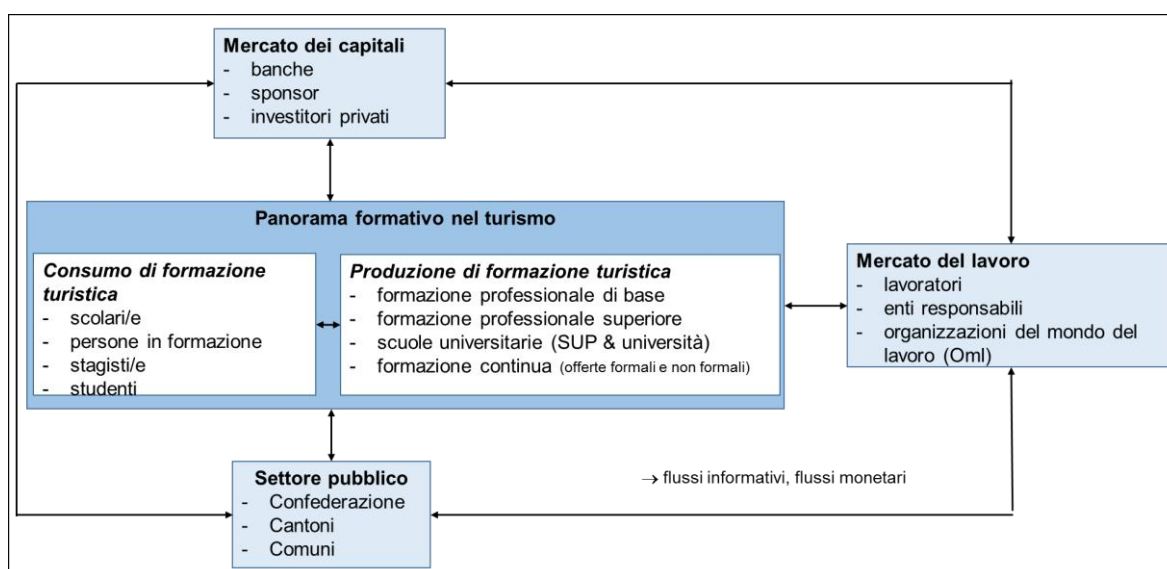 Mercato dei capitali
- banche
- sponsor
- investitori privati
Panorama formativo nel turismo
Consumo di formazione
turistica
- scolari/e
- persone in formazione
- stagisti/e
- studenti
Produzione di formazione turistica
- formazione professionale di base
- formazione professionale superiore
- scuole universitarie (SUP & università)
- formazione continua (offerte formali e non formali)
Mercato del lavoro
- lavoratori
- enti responsabili
- organizzazioni del mondo del
lavoro (Oml)
Settore pubblico
- Confederazione
- Cantoni
- Comuni
→ flussi informativi, flussi monetari